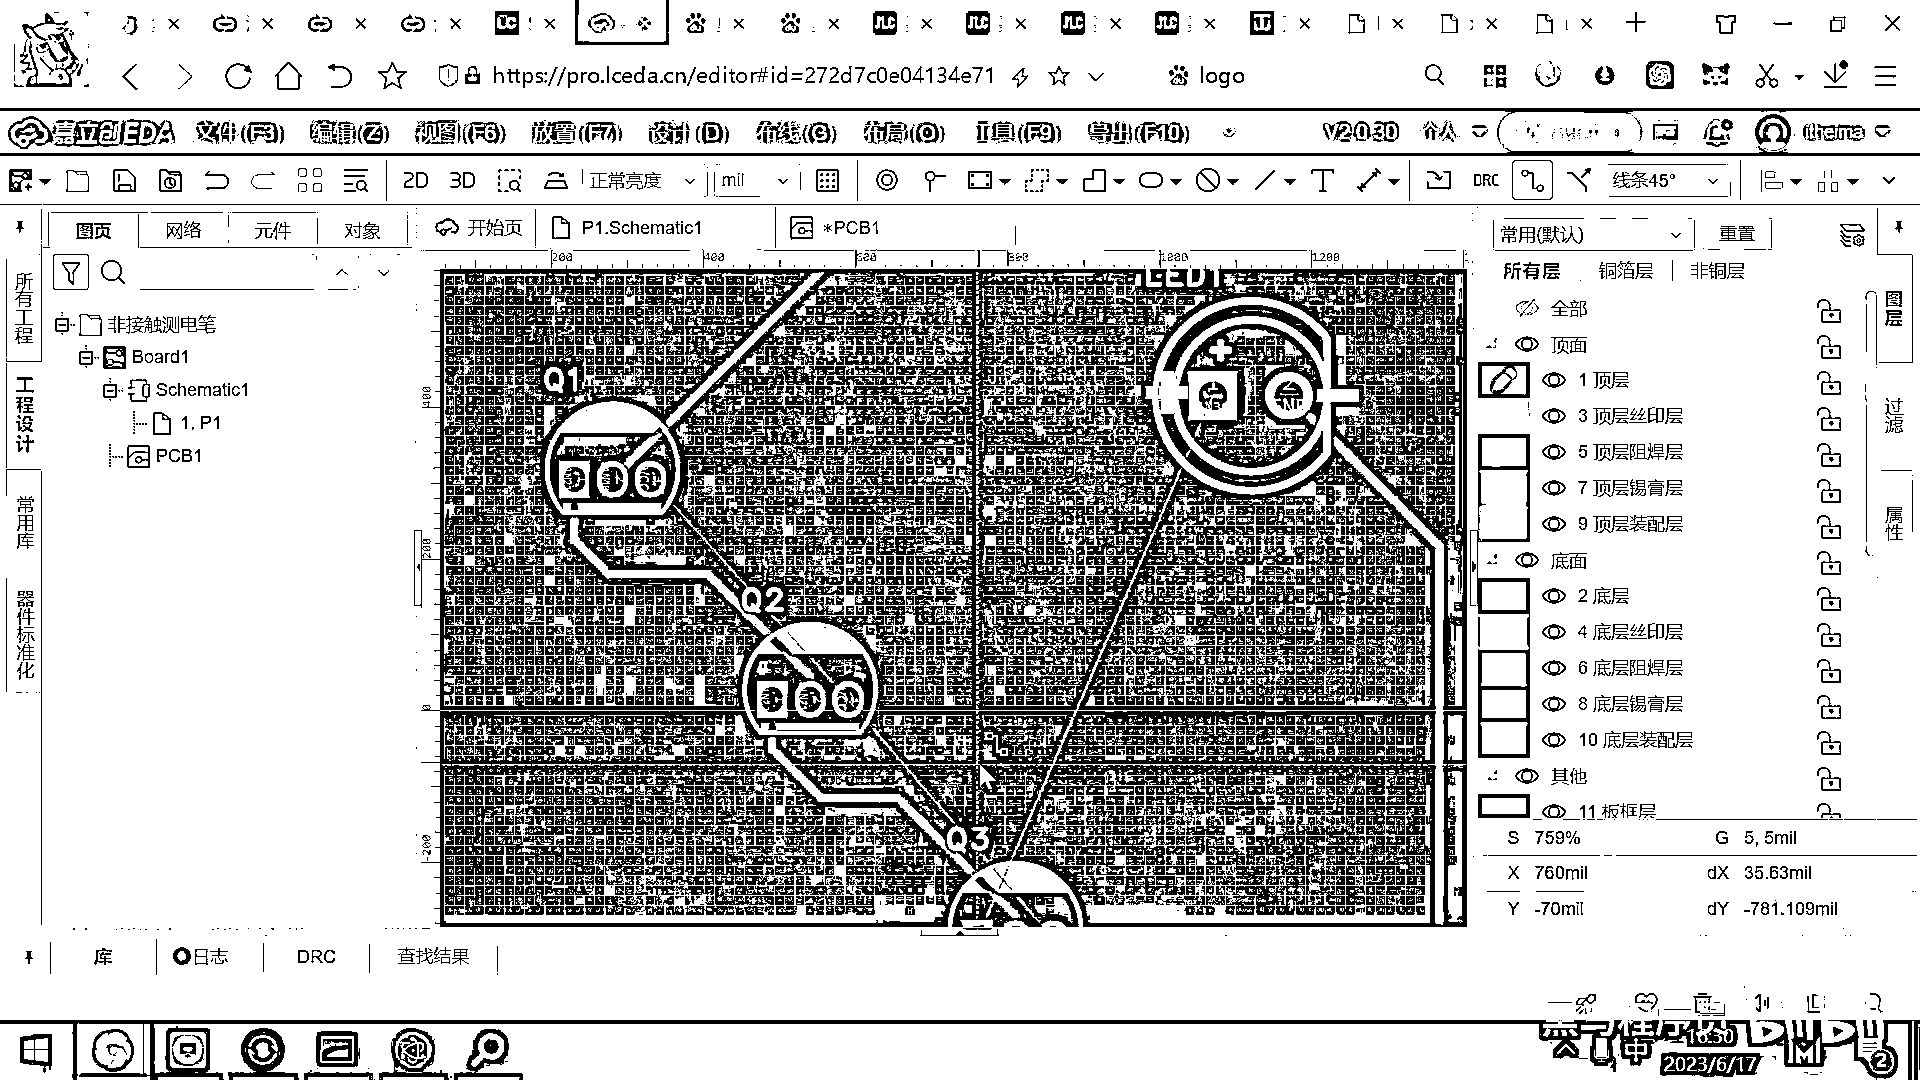 https://pro.lceda.cn/editor#id=272d7c0e04134e71
logo
嘉立创EDA 文件(F3) 编辑(Z) 视图(F6) 放置(F7) 设计(D) 布线(G) 布局(O) 工具(F9) 导出(F10) V2.0.30 个人
2D 3D 正常亮度 mil DRC 线条45°
图页 网络 元件 对象
开始页 P1.Schematic1 *PCB1
常用(默认) 重置
所有层 铜箔层 非铜层
全部
顶面
1 顶层
3 顶层丝印层
5 顶层阻焊层
7 顶层锡膏层
9 顶层装配层
底面
2 底层
4 底层丝印层
6 底层阻焊层
8 底层锡膏层
10 底层装配层
其他
11 板框层
图层
过滤
属性
所有工程
工程设计
常用库
器件标准化
非接触测电笔
Board1
Schematic1
1. P1
PCB1
200 400 600 800 1000 1200
400
200
0
-200
LED1
Q1
Q2
Q3
S 759% G 5, 5mil
X 760mil dX 35.63mil
Y -70mil dY -781.109mil
库 日志 DRC 查找结果
中
16:30
2023/6/17
2